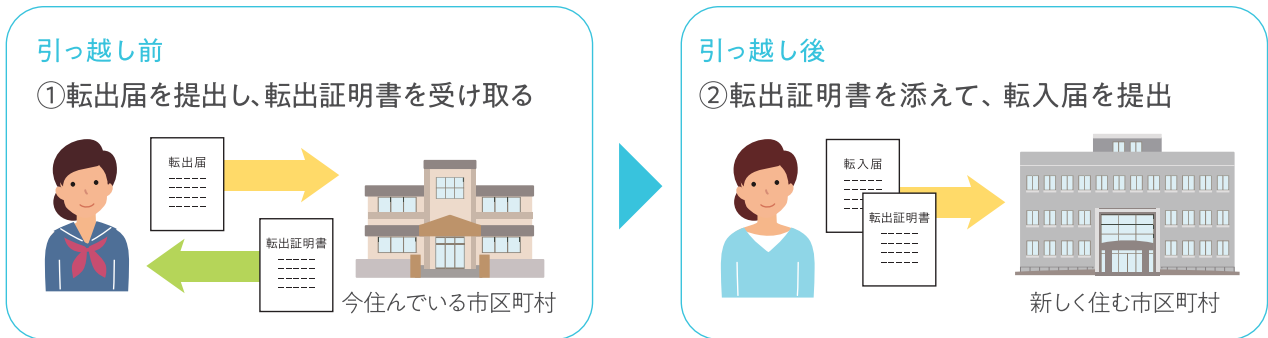 引っ越し前
①転出届を提出し、転出証明書を受け取る
転出届
転出証明書
今住んでいる市区町村
引っ越し後
②転出証明書を添えて、転入届を提出
転入届
転出証明書
新しく住む市区町村